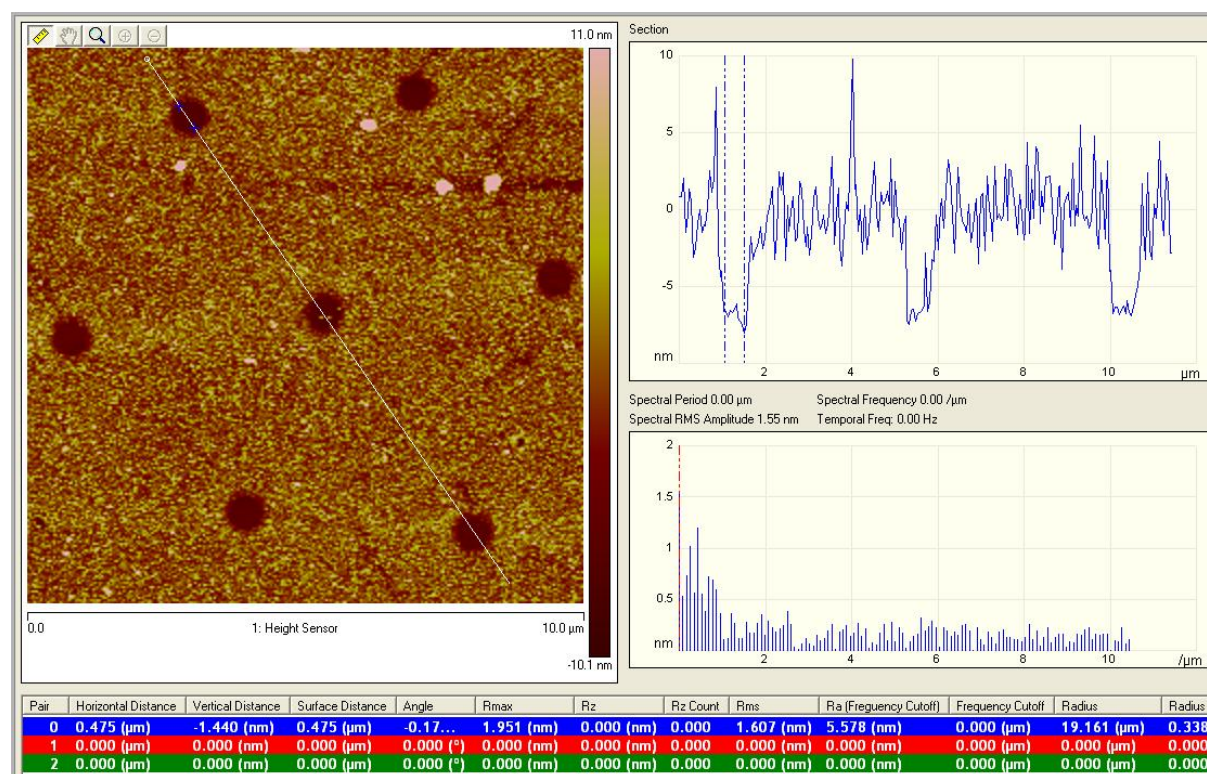 11.0 nm
0.0
1: Height Sensor
10.0 µm
-10.1 nm
Section
10
5
0
-5
nm
2
4
6
8
10
µm
Spectral Period 0.00 µm
Spectral Frequency 0.00 /µm
Spectral RMS Amplitude 1.55 nm
Temporal Freq: 0.00 Hz
2
1.5
1
0.5
nm
2
4
6
8
10
/µm
Pair Horizontal Distance Vertical Distance Surface Distance Angle Rmax Rz Rz Count Rms Ra (Freguency Cutoff) Frequency Cutoff Radius Radius
0 0.475 (µm) -1.440 (nm) 0.475 (µm) -0.17... 1.951 (nm) 0.000 (nm) 0.000 1.607 (nm) 5.578 (nm) 0.000 (µm) 19.161 (µm) 0.338
1 0.000 (µm) 0.000 (nm) 0.000 (µm) 0.000 (°) 0.000 (nm) 0.000 (nm) 0.000 0.000 (nm) 0.000 (nm) 0.000 (µm) 0.000 (µm) 0.000
2 0.000 (µm) 0.000 (nm) 0.000 (µm) 0.000 (°) 0.000 (nm) 0.000 (nm) 0.000 0.000 (nm) 0.000 (nm) 0.000 (µm) 0.000 (µm) 0.000